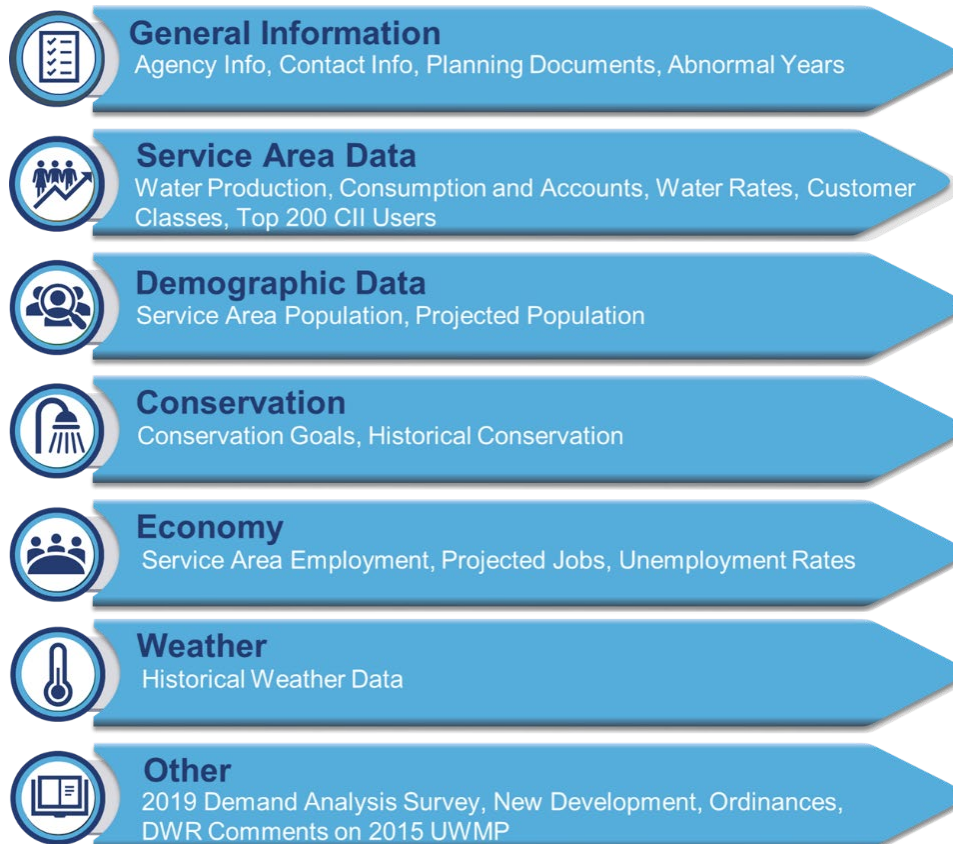 General Information
Agency Info, Contact Info, Planning Documents, Abnormal Years
Service Area Data
Water Production, Consumption and Accounts, Water Rates, Customer
Classes, Top 200 CII Users
Demographic Data
Service Area Population, Projected Population
Conservation
Conservation Goals, Historical Conservation
Economy
Service Area Employment, Projected Jobs, Unemployment Rates
Weather
Historical Weather Data
Other
2019 Demand Analysis Survey, New Development, Ordinances,
DWR Comments on 2015 UWMP